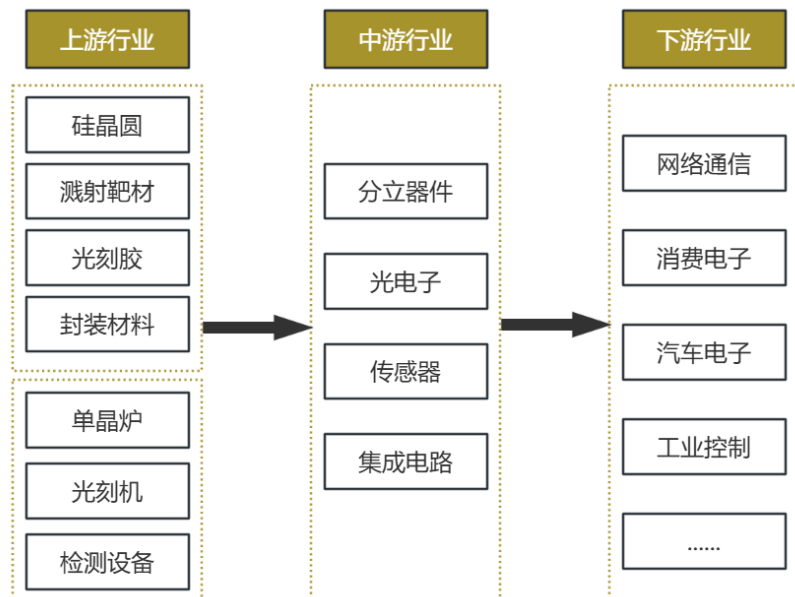 上游行业
中游行业
下游行业
硅晶圆
溅射靶材
光刻胶
封装材料
单晶炉
光刻机
检测设备
分立器件
光电子
传感器
集成电路
网络通信
消费电子
汽车电子
工业控制
......